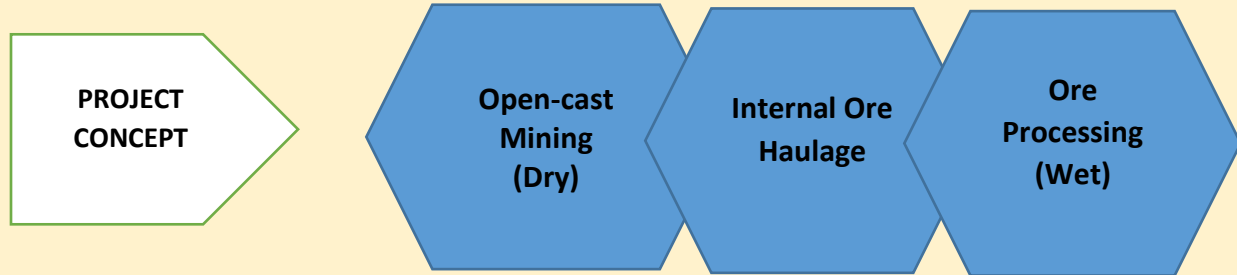 PROJECT
CONCEPT
Open-cast
Mining
(Dry)
Internal Ore
Haulage
Ore
Processing
(Wet)